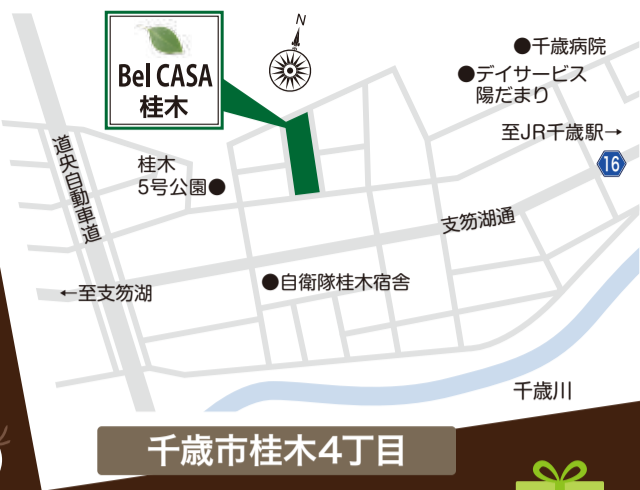 N
Bel CASA
桂木
●千歳病院
●デイサービス
陽だまり
至JR千歳駅→
16
道央自動車道
桂木
5号公園●
支笏湖通
←至支笏湖
●自衛隊桂木宿舎
千歳川
千歳市桂木4丁目